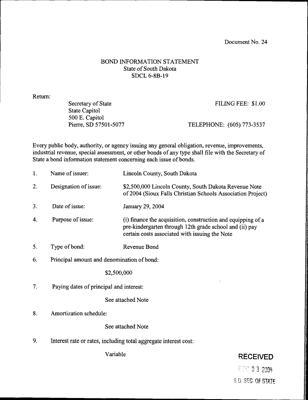 Document No. 24
BOND INFORMATION STATEMENT
State of South Dakota
SDCL 6-8B-19
Return:
Secretary of State FILING FEE: $1.00
State Capitol
500 E. Capitol
Pierre, SD 57501-5077 TELEPHONE: (605) 773-3537
Every public body, authority, or agency issuing any general obligation, revenue, improvements,
industrial revenue, special assessment, or other bonds of any type shall file with the Secretary of
State a bond information statement concerning each issue of bonds.
1. Name of issuer: Lincoln County, South Dakota
2. Designation of issue: $2,500,000 Lincoln County, South Dakota Revenue Note
of 2004 (Sioux Falls Christian Schools Association Project)
3. Date of issue: January 29, 2004
4. Purpose of issue: (i) finance the acquisition, construction and equipping of a
pre-kindergarten through 12th grade school and (ii) pay
certain costs associated with issuing the Note
5. Type of bond: Revenue Bond
6. Principal amount and denomination of bond:
$2,500,000
7. Paying dates of principal and interest:
See attached Note
8. Amortization schedule:
See attached Note
9. Interest rate or rates, including total aggregate interest cost:
Variable
RECEIVED
03 2004
S.D. SEC OF STATE